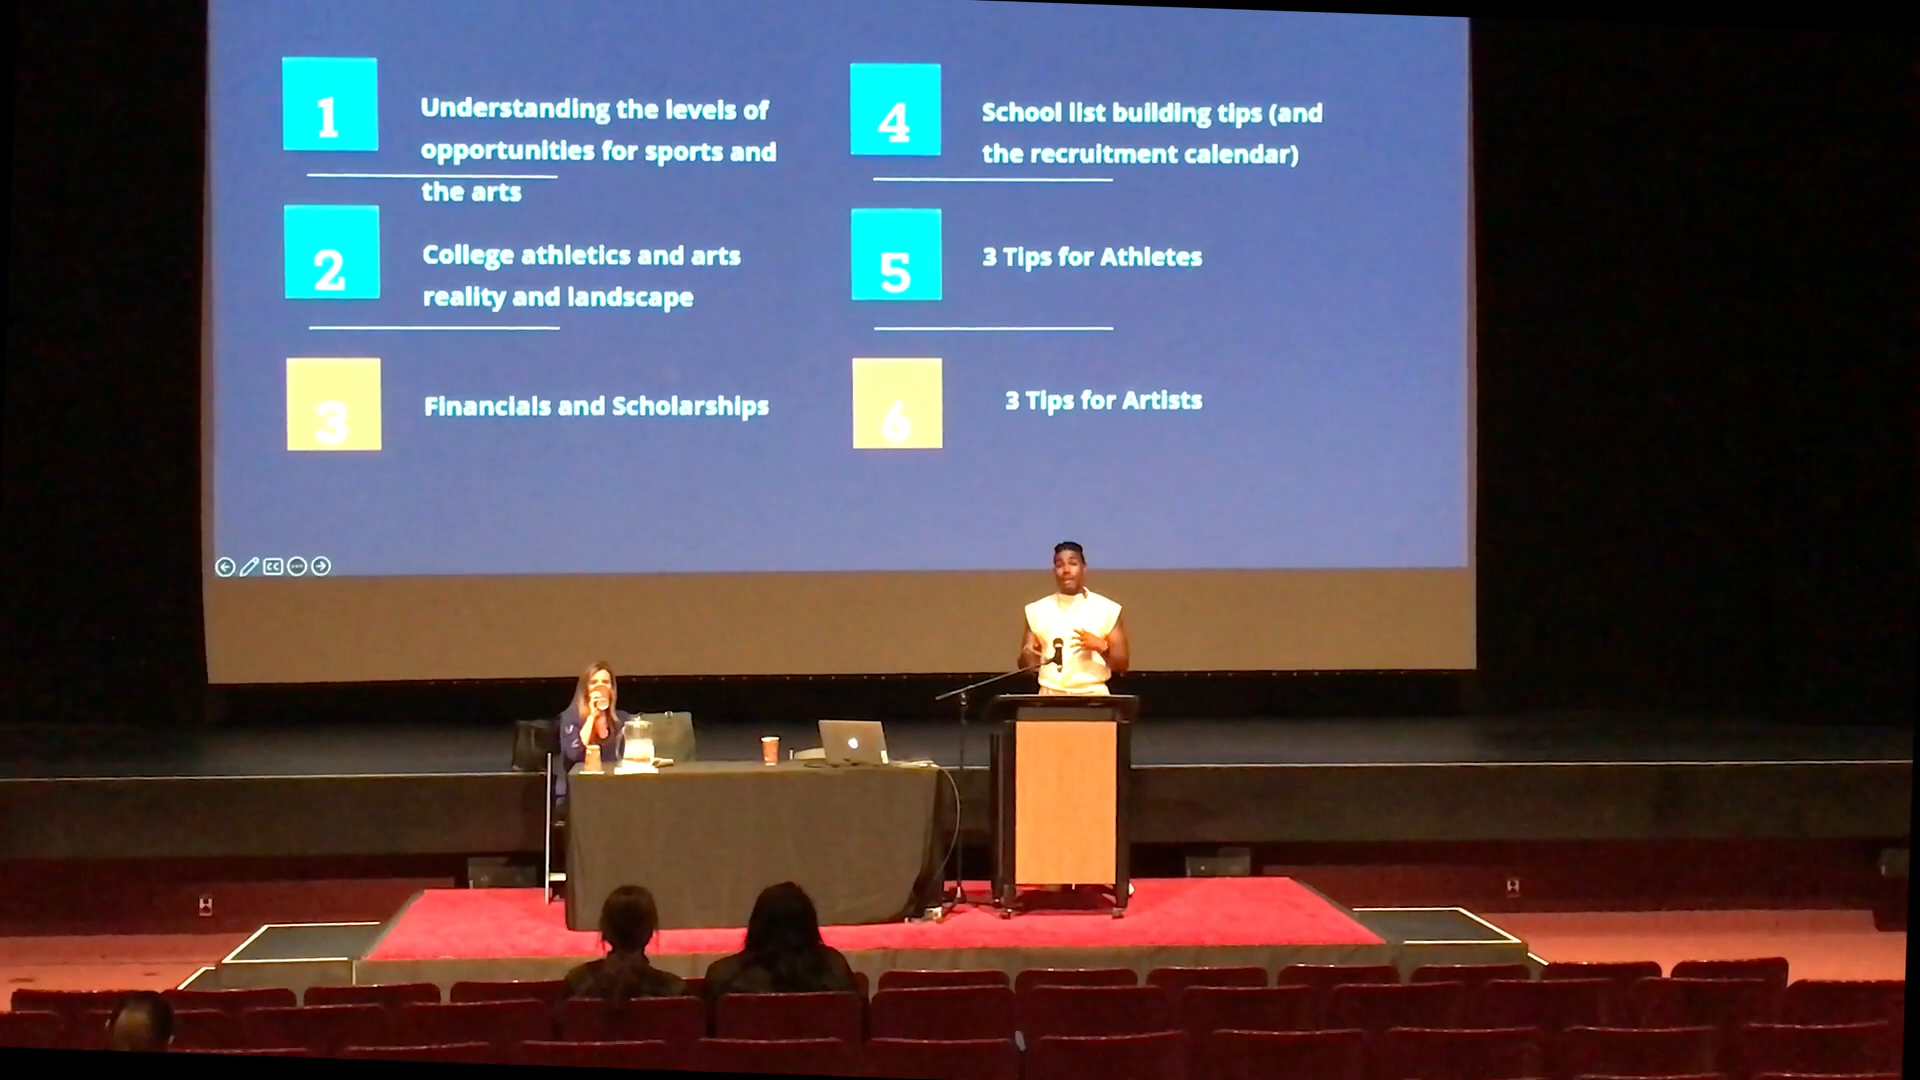 1
Understanding the levels of
opportunities for sports and
the arts
2
College athletics and arts
reality and landscape
3
Financials and Scholarships
4
School list building tips (and
the recruitment calendar)
5
3 Tips for Athletes
6
3 Tips for Artists
CC